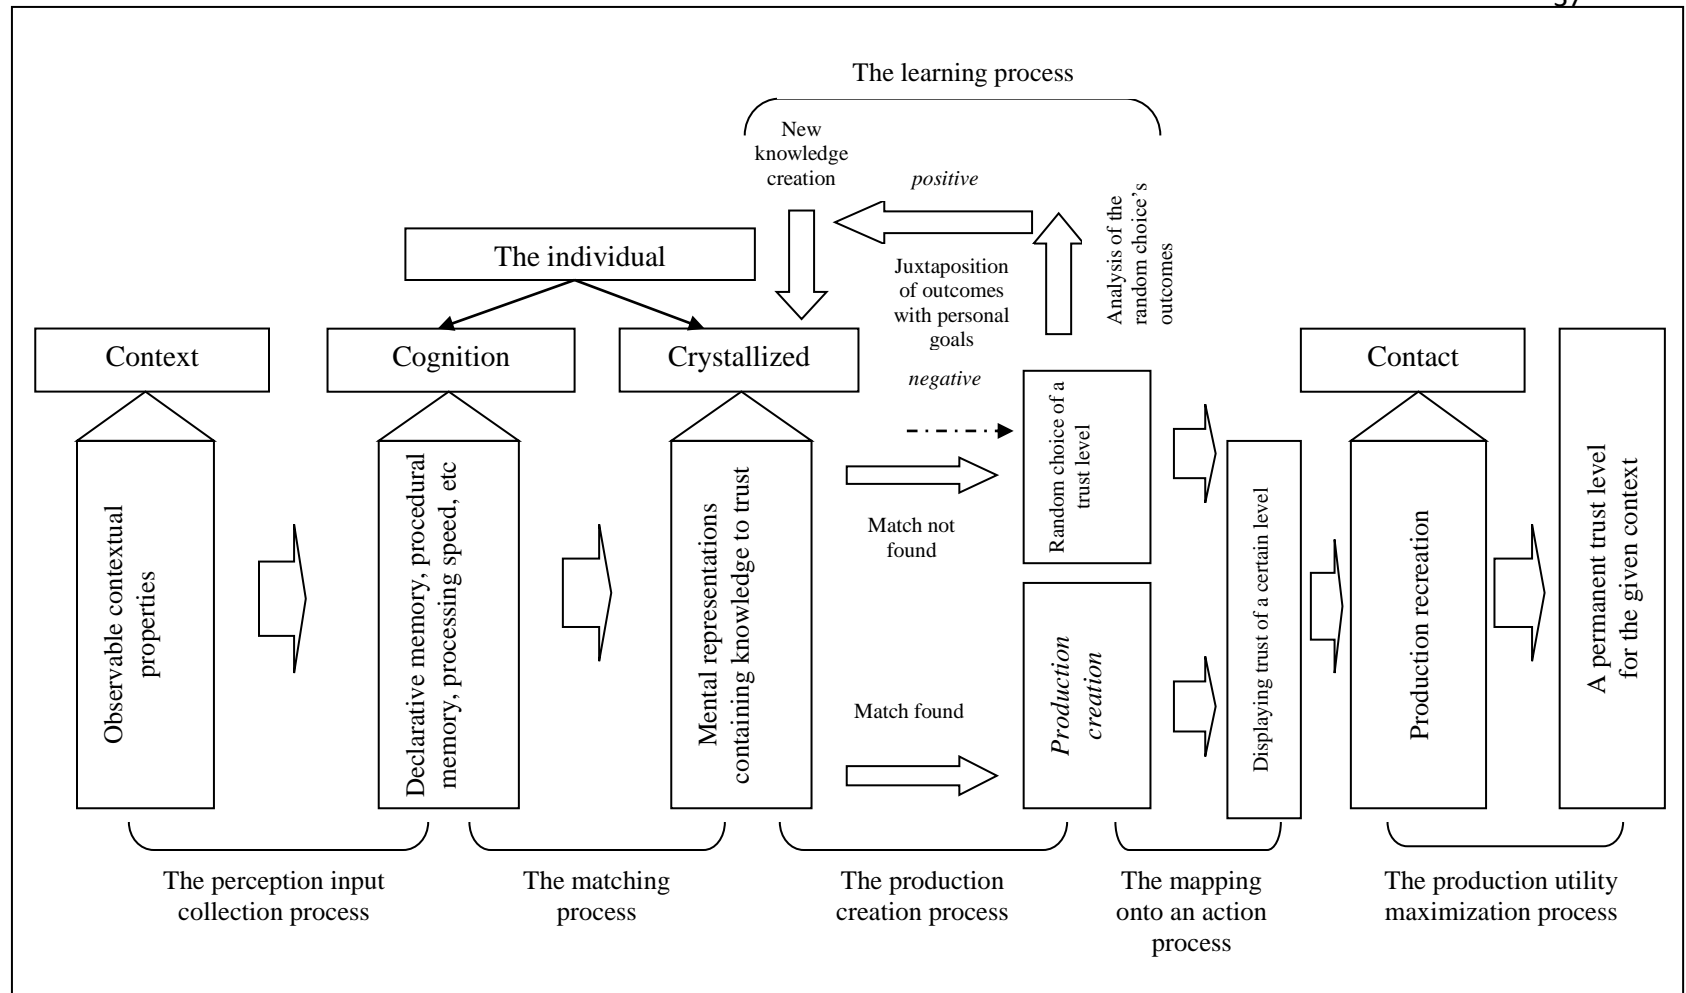 The learning process
New
knowledge
creation
positive
Analysis of the
random choice's
outcomes
The individual
Juxtaposition
of outcomes
with personal
goals
negative
Context
Cognition
Crystallized
Contact
Observable contextual
properties
Declarative memory, procedural
memory, processing speed, etc
Mental representations
containing knowledge to trust
Match not
found
Match found
Random choice of a
trust level
Production
creation
Displaying trust of a certain level
Production recreation
A permanent trust level
for the given context
The perception input
collection process
The matching
process
The production
creation process
The mapping
onto an action
process
The production utility
maximization process